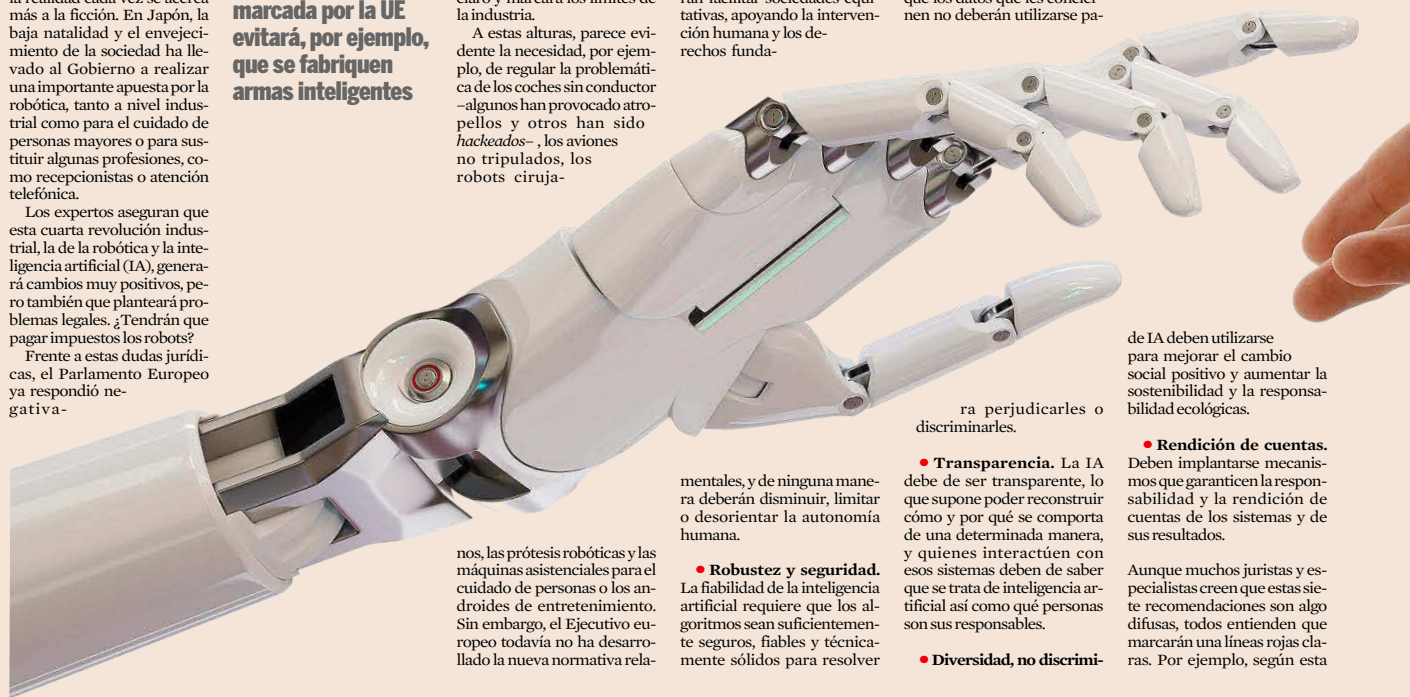 la realidad cada vez se acerca
más a la ficción. En Japón, la
baja natalidad y el envejeci-
miento de la sociedad ha lle-
vado al Gobierno a realizar
una importante apuesta por la
robótica, tanto a nivel indus-
trial como para el cuidado de
personas mayores o para sus-
tituir algunas profesiones, co-
mo recepcionistas o atención
telefónica.
Los expertos aseguran que
esta cuarta revolución indus-
trial, la de la robótica y la inte-
ligencia artificial (IA), genera-
rá cambios muy positivos, pe-
ro también que planteará pro-
blemas legales. ¿Tendrán que
pagar impuestos los robots?
Frente a estas dudas jurídi-
cas, el Parlamento Europeo
ya respondió ne-
gativa-
marcada por la UE
evitará, por ejemplo,
que se fabriquen
armas inteligentes
claro y marcará los límites de
la industria.
A estas alturas, parece evi-
dente la necesidad, por ejem-
plo, de regular la problemáti-
ca de los coches sin conductor
–algunos han provocado atro-
pellos y otros han sido
hackeados– , los aviones
no tripulados, los
robots ciruja-
nos, las prótesis robóticas y las
máquinas asistenciales para el
cuidado de personas o los an-
droides de entretenimiento.
Sin embargo, el Ejecutivo eu-
ropeo todavía no ha desarro-
llado la nueva normativa rela-
rán facilitar sociedades equi-
tativas, apoyando la interven-
ción humana y los de-
rechos funda-
mentales, y de ninguna mane-
ra deberán disminuir, limitar
o desorientar la autonomía
humana.
● Robustez y seguridad.
La fiabilidad de la inteligencia
artificial requiere que los al-
goritmos sean suficientemen-
te seguros, fiables y técnica-
mente sólidos para resolver
que los datos que les concier-
nen no deberán utilizarse pa-
ra perjudicarles o
discriminarles.
● Transparencia. La IA
debe de ser transparente, lo
que supone poder reconstruir
cómo y por qué se comporta
de una determinada manera,
y quienes interactúen con
esos sistemas deben de saber
que se trata de inteligencia ar-
tificial así como qué personas
son sus responsables.
● Diversidad, no discrimi-
de IA deben utilizarse
para mejorar el cambio
social positivo y aumentar la
sostenibilidad y la responsa-
bilidad ecológicas.
● Rendición de cuentas.
Deben implantarse mecanis-
mos que garanticen la respon-
sabilidad y la rendición de
cuentas de los sistemas y de
sus resultados.
Aunque muchos juristas y es-
pecialistas creen que estas sie-
te recomendaciones son algo
difusas, todos entienden que
marcarán una líneas rojas cla-
ras. Por ejemplo, según esta